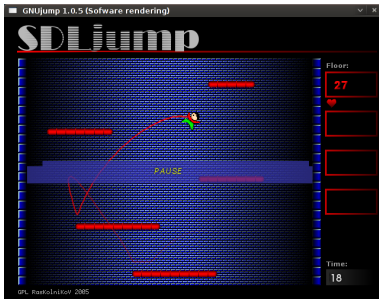 GNUjump 1.0.5 (Sofware rendering)
SDLjump
Floor:
27
PAUSE
Time:
18
GPL RasKolniKoV 2005